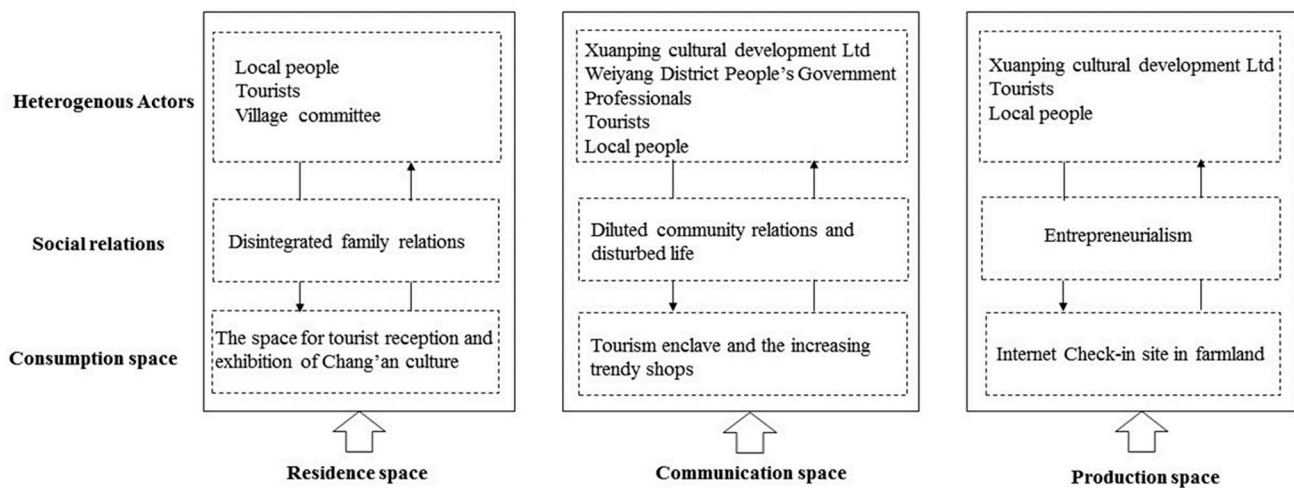 Heterogenous Actors
Local people
Tourists
Village committee
Xuanping cultural development Ltd
Weiyang District People's Government
Professionals
Tourists
Local people
Xuanping cultural development Ltd
Tourists
Local people
Social relations
Disintegrated family relations
Diluted community relations and
disturbed life
Entrepreneurialism
Consumption space
The space for tourist reception and
exhibition of Chang'an culture
Tourism enclave and the increasing
trendy shops
Internet Check-in site in farmland
Residence space
Communication space
Production space